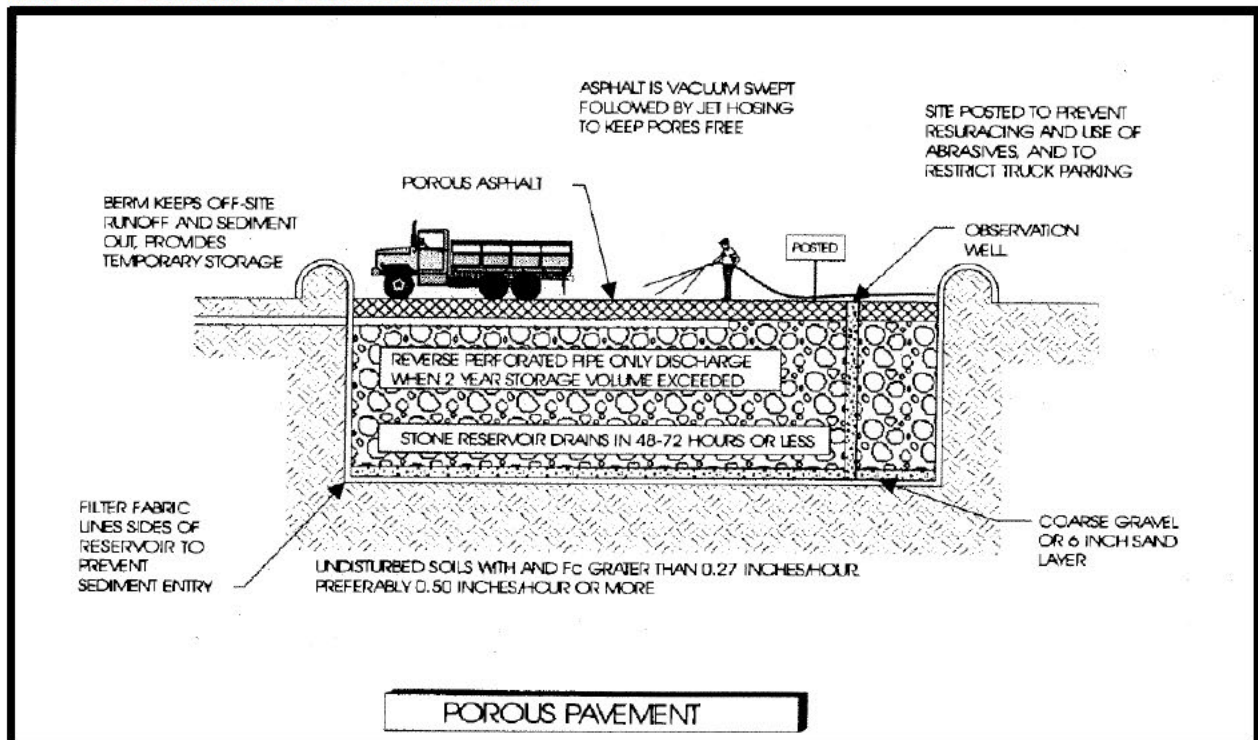 ASPHALT IS VACUUM SWEPT
FOLLOWED BY JET HOSING
TO KEEP PORES FREE
SITE POSTED TO PREVENT
RESURACING AND USE OF
ABRASIVES, AND TO
RESTRICT TRUCK PARKING
POROUS ASPHALT
BERM KEEPS OFF-SITE
RUNOFF AND SEDIMENT
OUT, PROVIDES
TEMPORARY STORAGE
POSTED
OBSERVATION
WELL
REVERSE PERFORATED PIPE ONLY DISCHARGE
WHEN 2 YEAR STORAGE VOLUME EXCEEDED
STONE RESERVOIR DRAINS IN 48-72 HOURS OR LESS
FILTER FABRIC
LINES SIDES OF
RESERVOIR TO
PREVENT
SEDIMENT ENTRY
COARSE GRAVEL
OR 6 INCH SAND
LAYER
UNDISTURBED SOILS WITH AND Fc GRATER THAN 0.27 INCHES/HOUR
PREFERABLY 0.50 INCHES/HOUR OR MORE
POROUS PAVEMENT